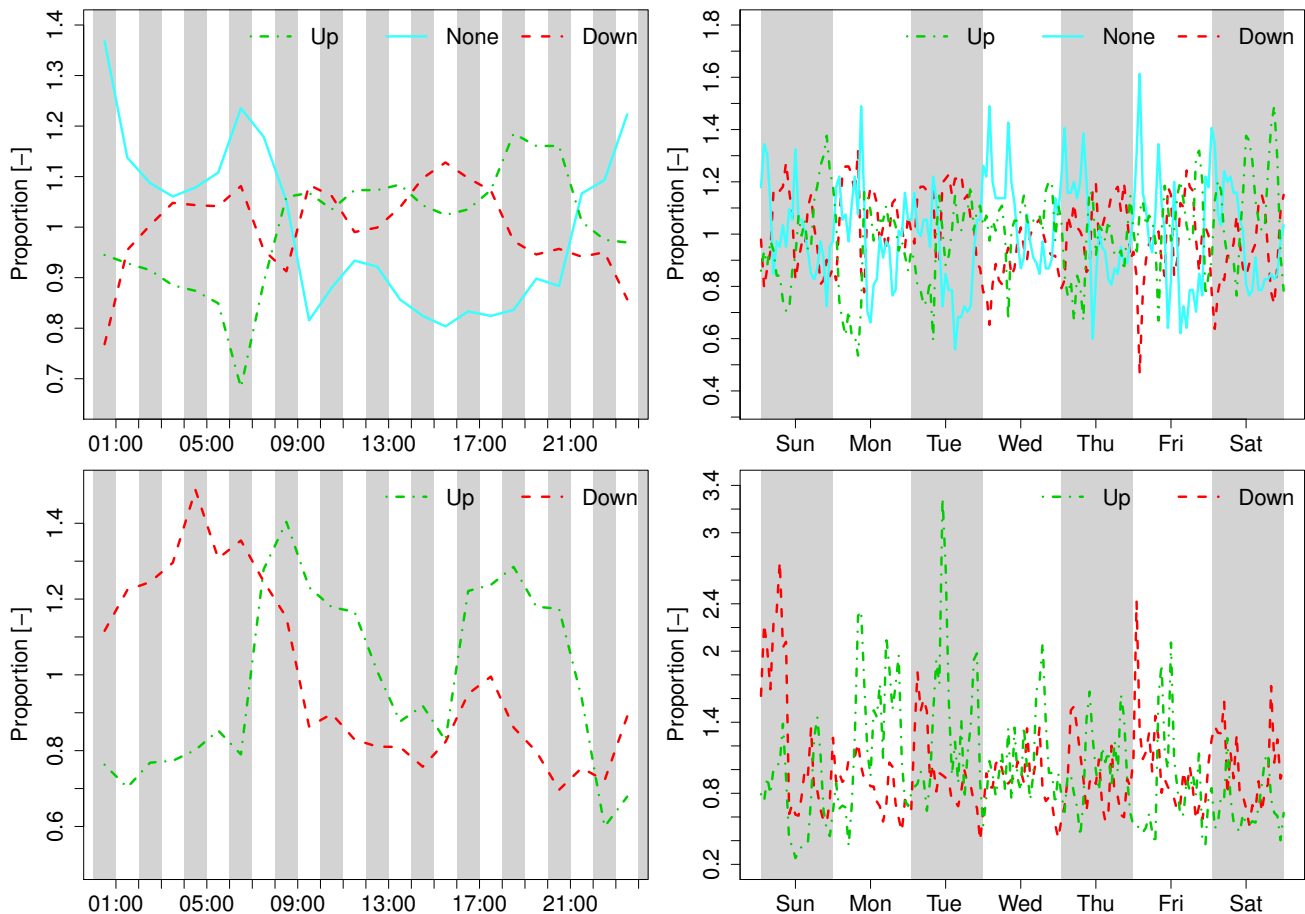 Up None Down
Proportion [−]
1.4
1.3
1.2
1.1
1
0.9
0.8
0.7
01:00 05:00 09:00 13:00 17:00 21:00
Up None Down
Proportion [−]
1.8
1.6
1.4
1.2
1
0.8
0.6
0.4
Sun Mon Tue Wed Thu Fri Sat
Up Down
Proportion [−]
1.4
1.2
1
0.8
0.6
01:00 05:00 09:00 13:00 17:00 21:00
Up Down
Proportion [−]
3.4
3
2.4
2
1.4
0.8
0.2
Sun Mon Tue Wed Thu Fri Sat